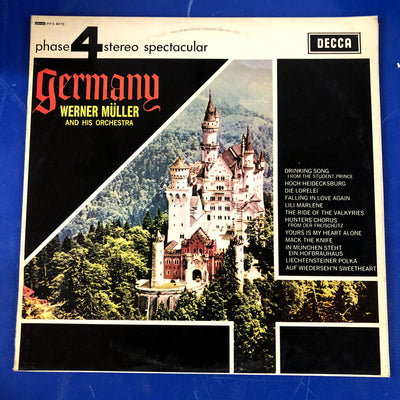 phase 4 stereo spectacular
DECCA
Germany
WERNER MÜLLER
AND HIS ORCHESTRA
DRINKING SONG
FROM THE STUDENT PRINCE
HOCH HEIDECKSBURG
DIE LORELEI
FALLING IN LOVE AGAIN
LILI MARLENE
THE RIDE OF THE VALKYRIES
HUNTERS' CHORUS
FROM DER FREISCHÜTZ
YOURS IS MY HEART ALONE
MACK THE KNIFE
IN MÜNCHEN STEHT
EIN HOFBRÄUHAUS
LIECHTENSTEINER POLKA
AUF WIEDERSEH'N SWEETHEART